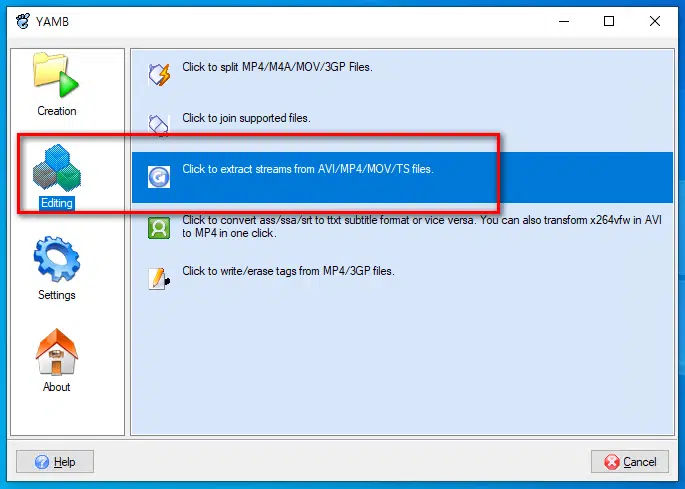 YAMB
Creation
Editing
Settings
About
Click to split MP4/M4A/MOV/3GP Files.
Click to join supported files.
Click to extract streams from AVI/MP4/MOV/TS files.
Click to convert ass/ssa/srt to ttxt subtitle format or vice versa. You can also transform x264vfw in AVI
to MP4 in one click.
Click to write/erase tags from MP4/3GP files.
Help
Cancel